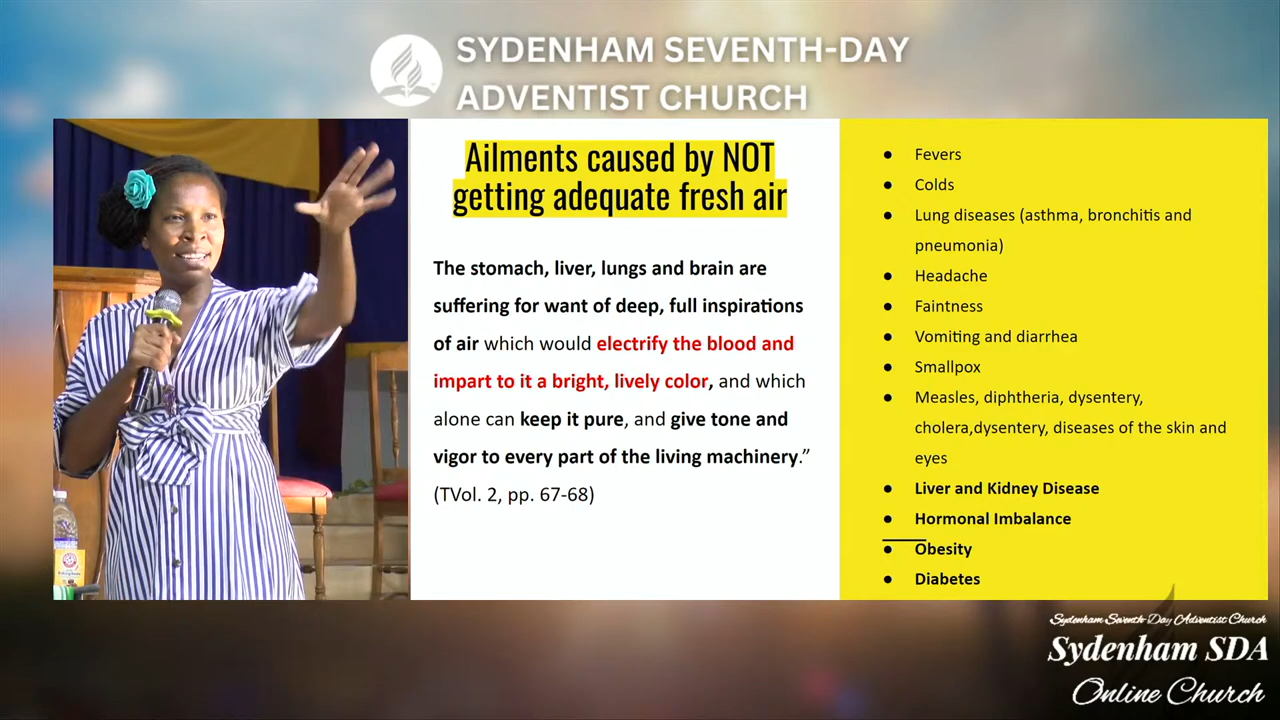 SYDENHAM SEVENTH-DAY
ADVENTIST CHURCH
Ailments caused by NOT
getting adequate fresh air
The stomach, liver, lungs and brain are
suffering for want of deep, full inspirations
of air which would electrify the blood and
impart to it a bright, lively color, and which
alone can keep it pure, and give tone and
vigor to every part of the living machinery.”
(TVol. 2, pp. 67-68)
● Fevers
● Colds
● Lung diseases (asthma, bronchitis and
pneumonia)
● Headache
● Faintness
● Vomiting and diarrhea
● Smallpox
● Measles, diphtheria, dysentery,
cholera,dysentery, diseases of the skin and
eyes
● Liver and Kidney Disease
● Hormonal Imbalance
● Obesity
● Diabetes
Sydenham Seventh-Day Adventist Church
Sydenham SDA
Online Church